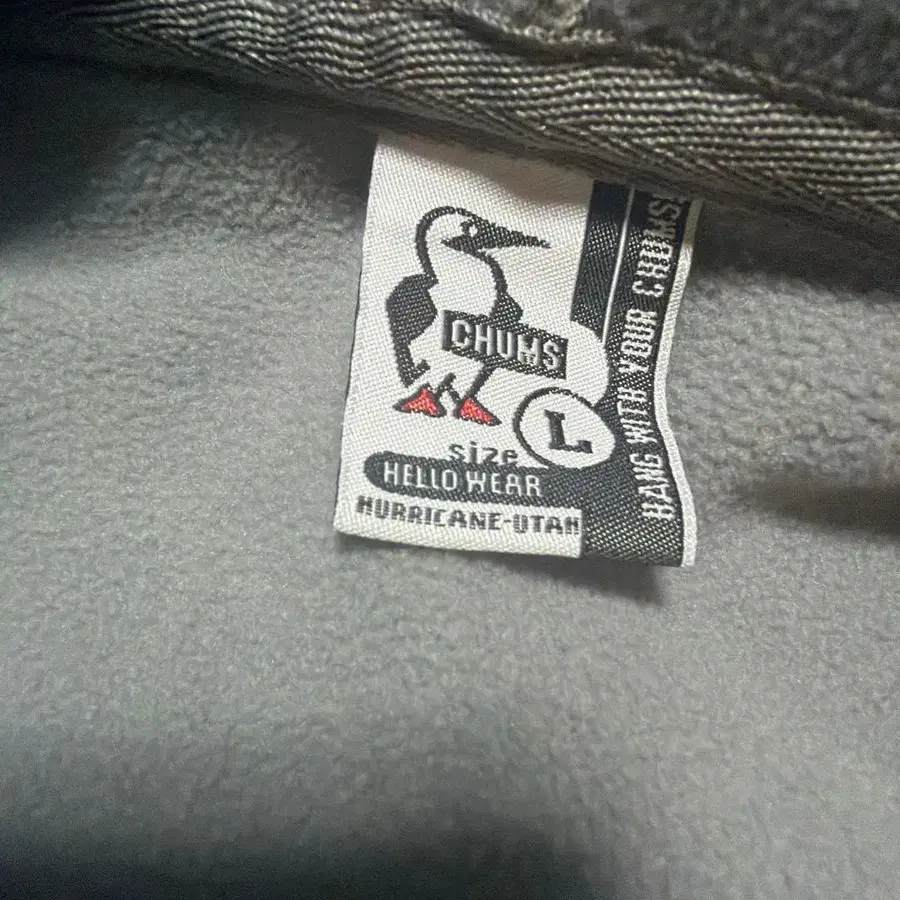 CHUMS
L
size
HELLO WEAR
HURRICANE-UTAH
HANG WITH YOUR CHUMS!